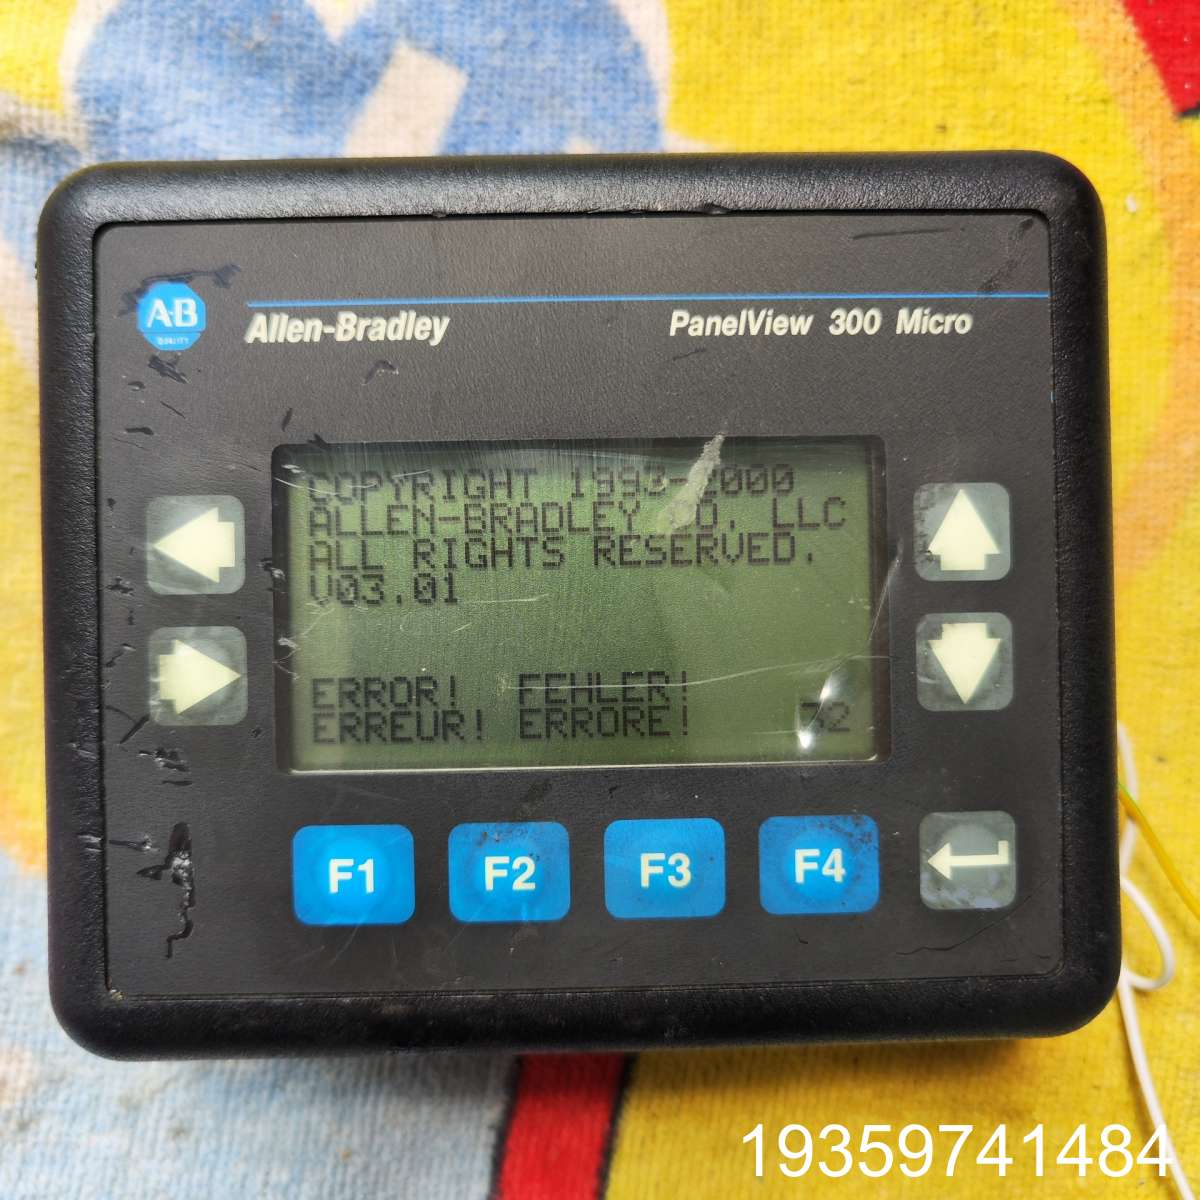 A-B
QUALITY
Allen-Bradley
PanelView 300 Micro
COPYRIGHT 1993-2000
ALLEN-BRADLEY CO. LLC
ALL RIGHTS RESERVED.
V03.01
ERROR! FEHLER!
ERREUR! ERRORE!
F1 F2 F3 F4
19359741484